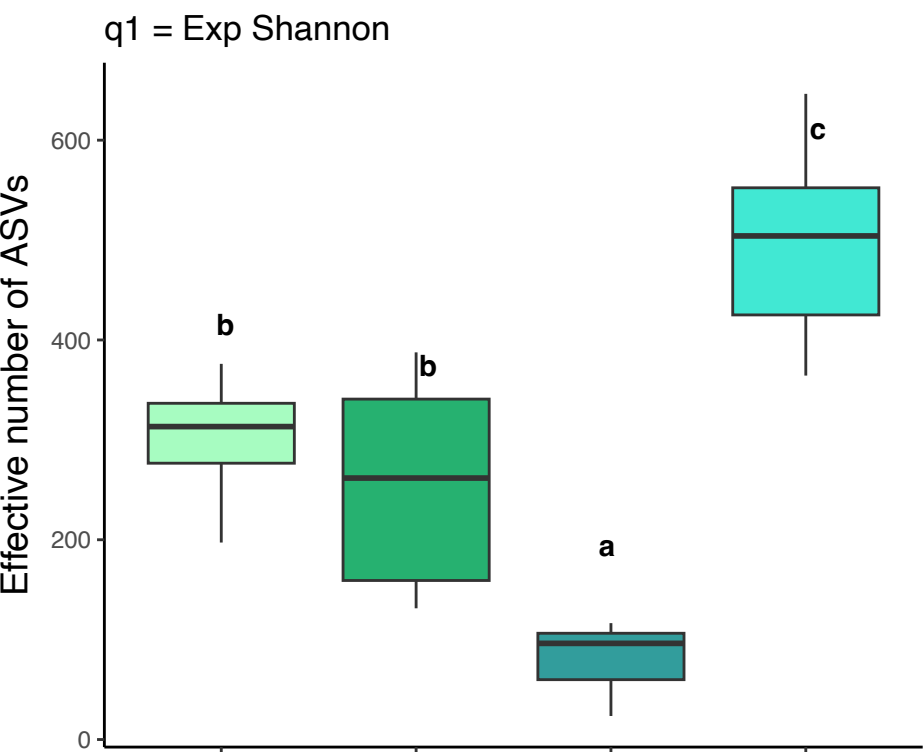 q1 = Exp Shannon
Effective number of ASVs
600
400
200
0
b
b
a
c